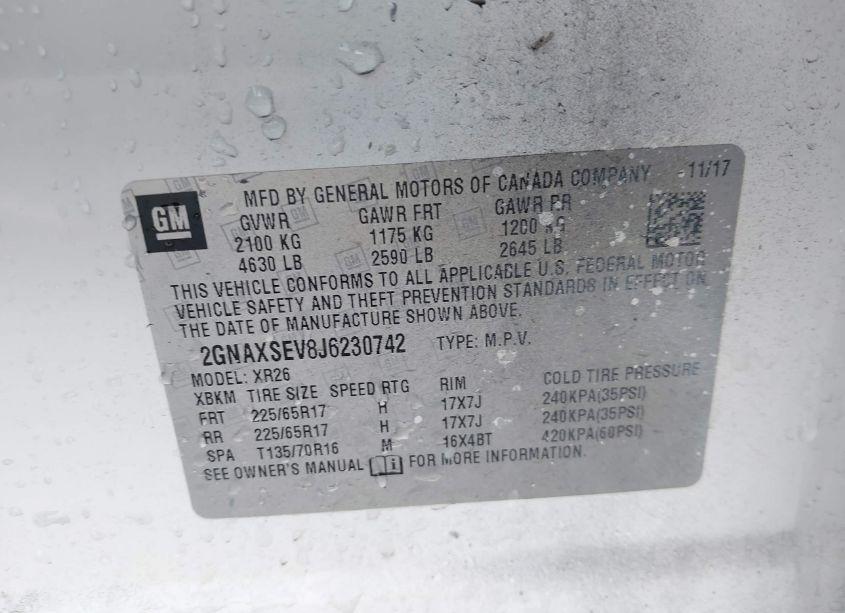 GM
MFD BY GENERAL MOTORS OF CANADA COMPANY 11/17
GVWR GAWR FRT GAWR RR
2100 KG 1175 KG 1200 KG
4630 LB 2590 LB 2645 LB
THIS VEHICLE CONFORMS TO ALL APPLICABLE U.S. FEDERAL MOTOR
VEHICLE SAFETY AND THEFT PREVENTION STANDARDS IN EFFECT ON
THE DATE OF MANUFACTURE SHOWN ABOVE.
2GNAXSEV8J6230742 TYPE: M.P.V.
MODEL: XR26
XBKM TIRE SIZE SPEED RTG RIM COLD TIRE PRESSURE
FRT 225/65R17 H 17X7J 240KPA(35PSI)
RR 225/65R17 H 17X7J 240KPA(35PSI)
SPA T135/70R16 M 16X4BT 420KPA(60PSI)
SEE OWNER'S MANUAL i FOR MORE INFORMATION.